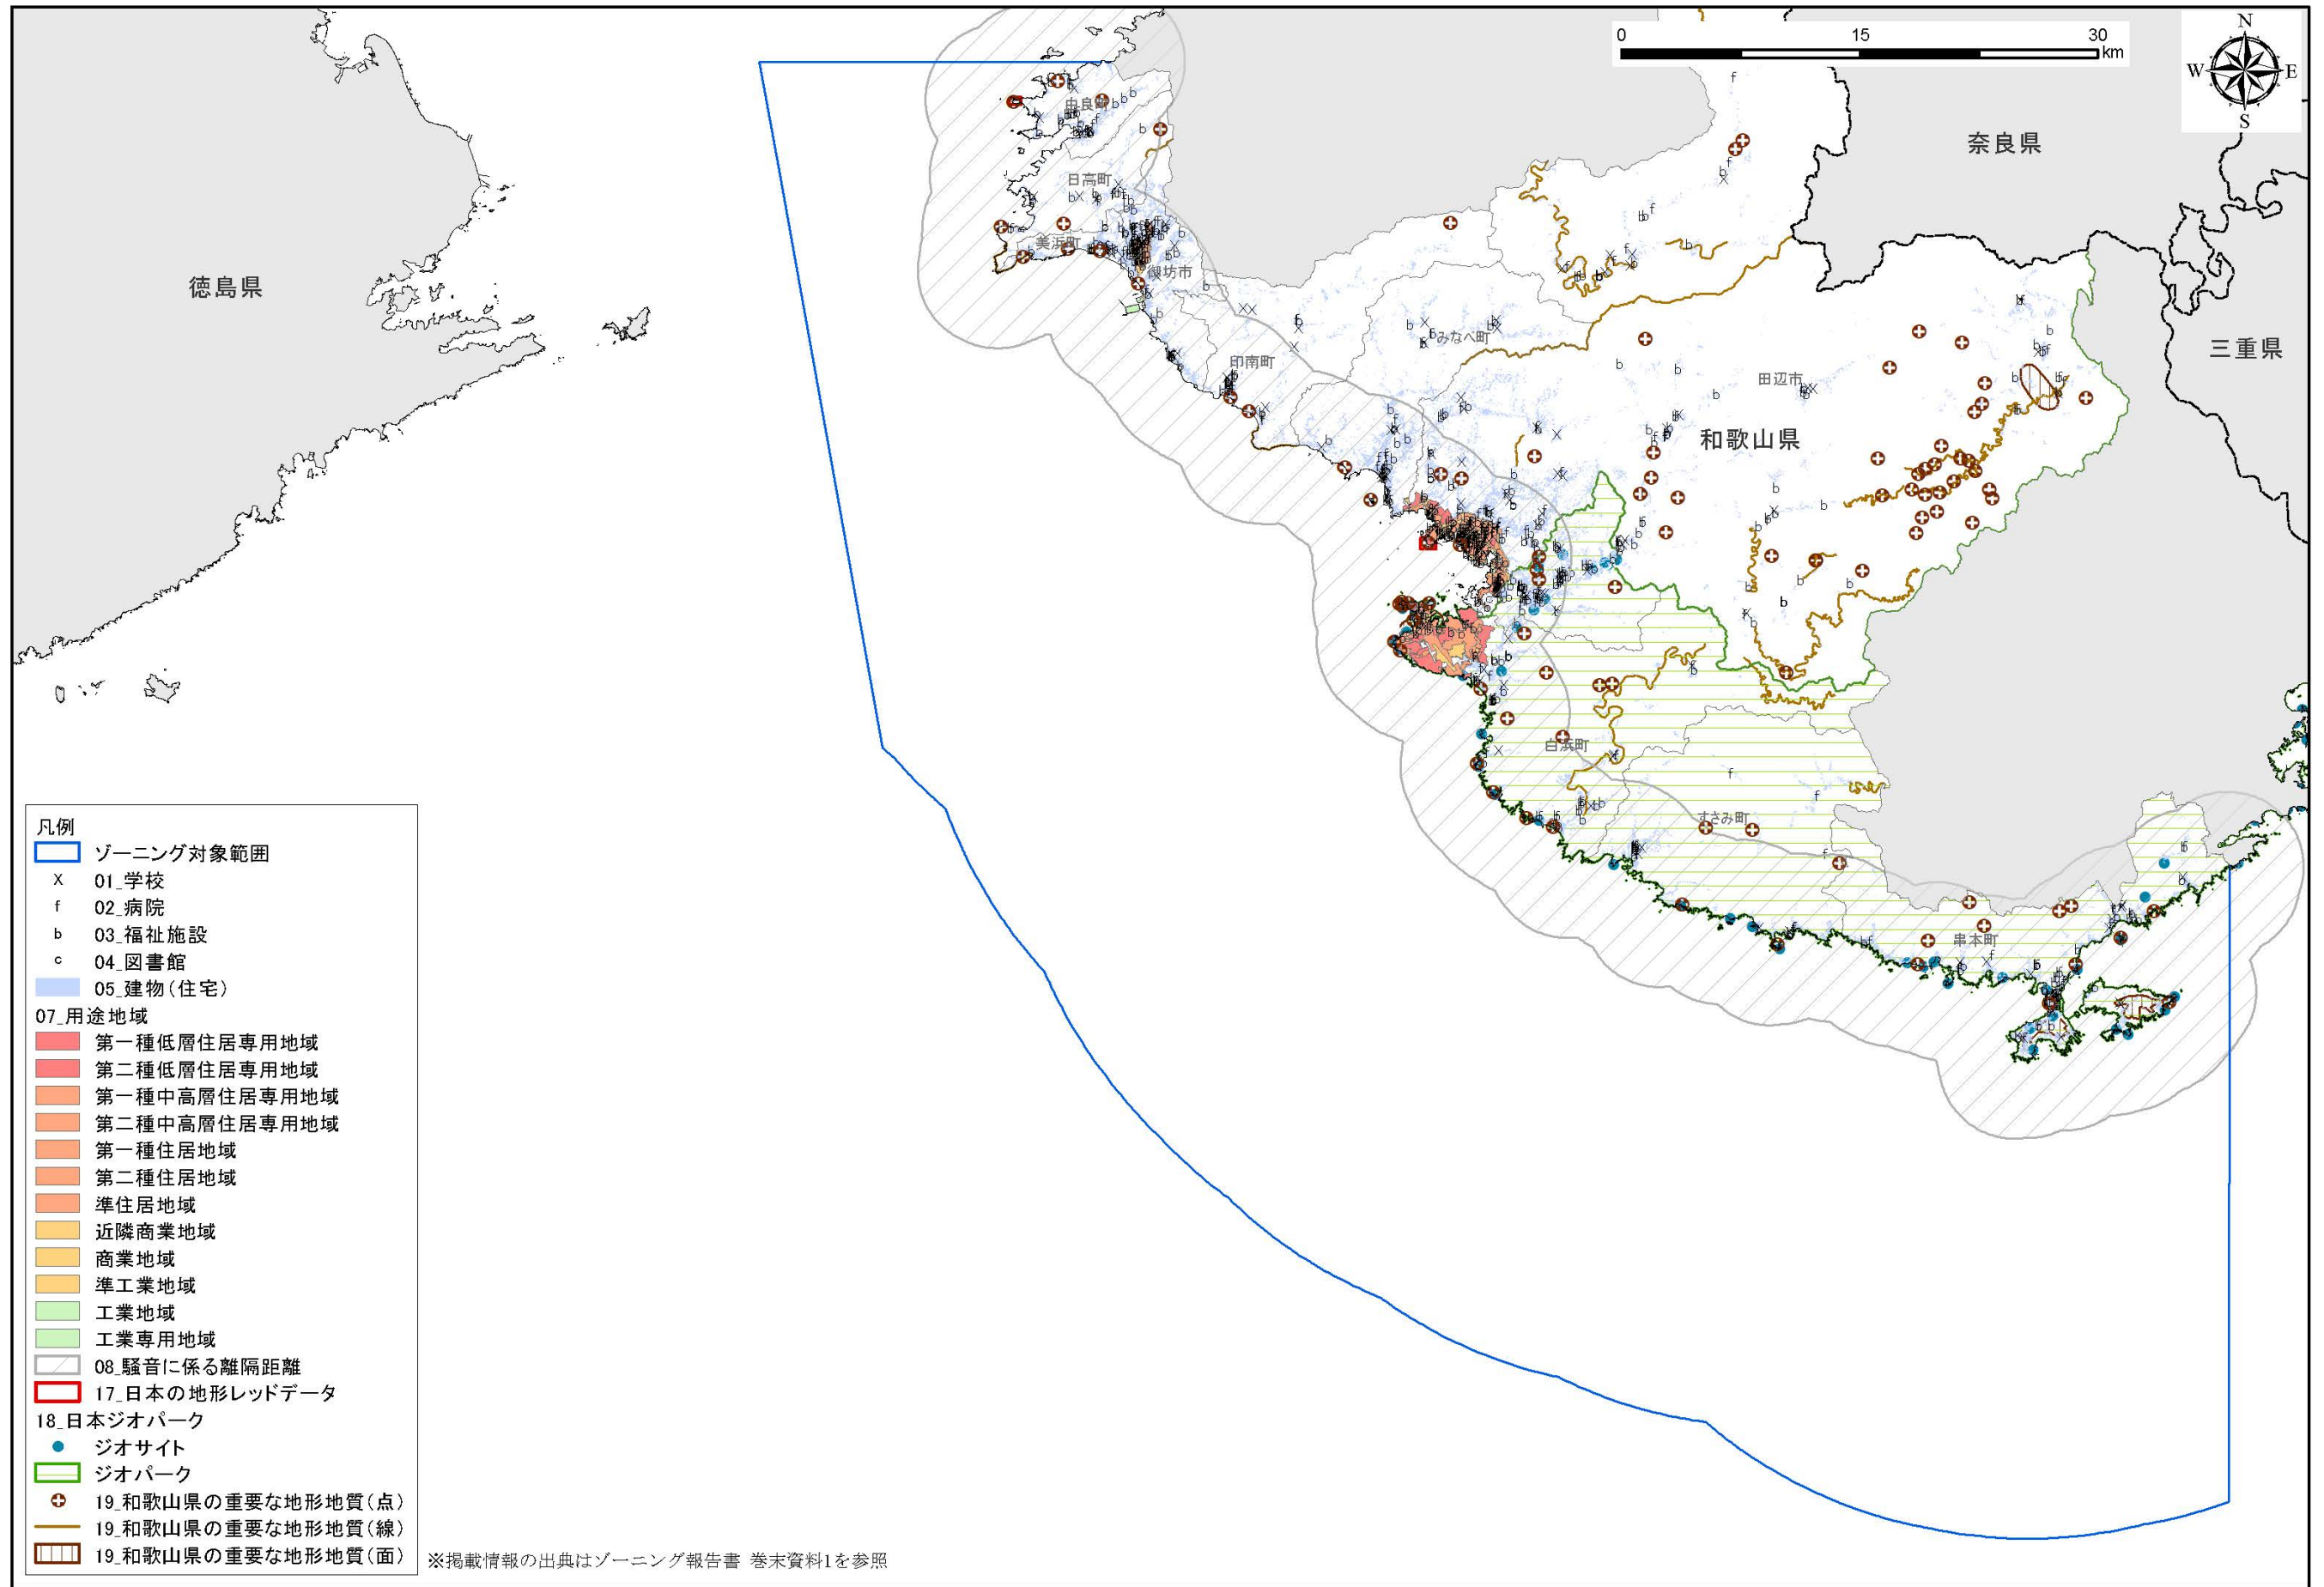 0 15 30
km
N
W E
S
奈良県
由良町
日高町
徳島県
美浜町
御坊市
三重県
みなべ町
印南町
田辺市
和歌山県
白浜町
すさみ町
串本町
凡例
ゾーニング対象範囲
x 01_学校
f 02_病院
b 03_福祉施設
c 04_図書館
05_建物(住宅)
07_用途地域
第一種低層住居専用地域
第二種低層住居専用地域
第一種中高層住居専用地域
第二種中高層住居専用地域
第一種住居地域
第二種住居地域
準住居地域
近隣商業地域
商業地域
準工業地域
工業地域
工業専用地域
08_騒音に係る離隔距離
17_日本の地形レッドデータ
18_日本ジオパーク
ジオサイト
ジオパーク
19_和歌山県の重要な地形地質(点)
19_和歌山県の重要な地形地質(線)
19_和歌山県の重要な地形地質(面)
※掲載情報の出典はゾーニング報告書 巻末資料1を参照